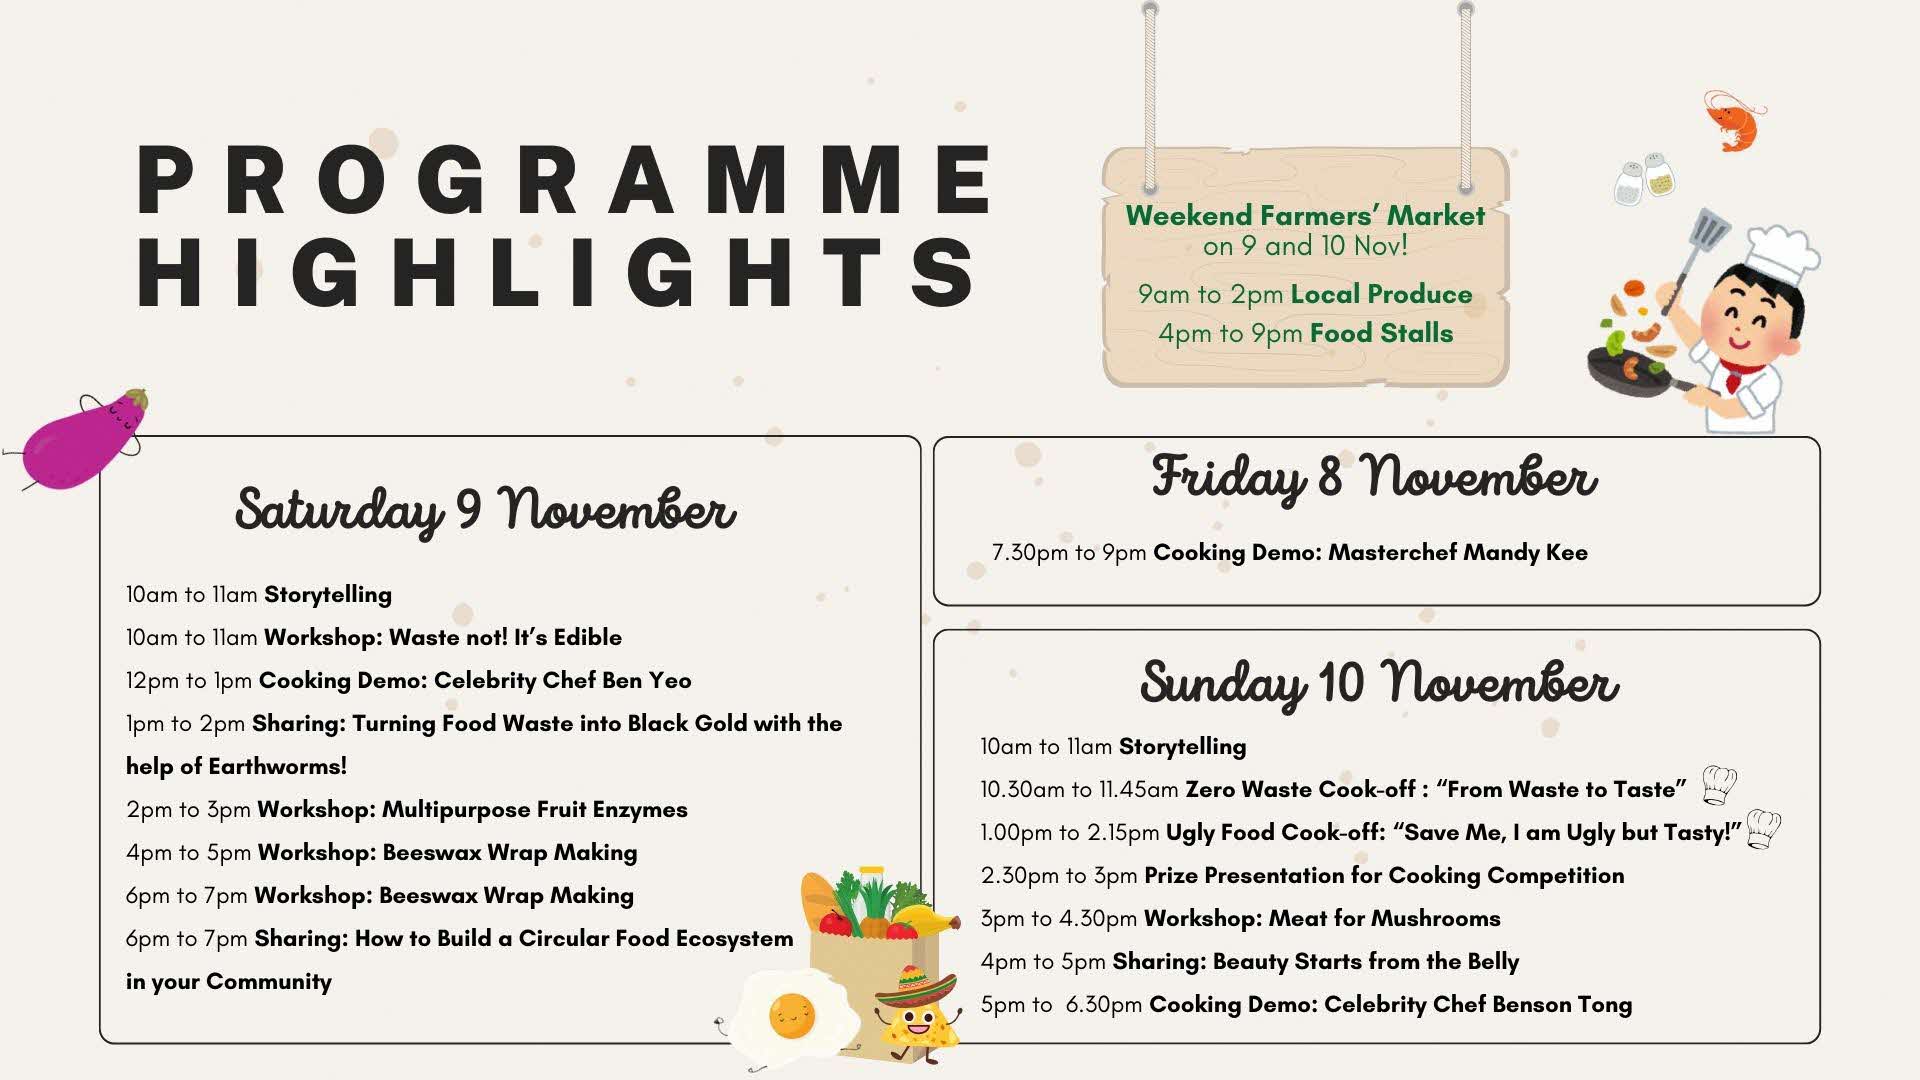 PROGRAMME
HIGHLIGHTS
Weekend Farmers’ Market
on 9 and 10 Nov!
9am to 2pm Local Produce
4pm to 9pm Food Stalls
Saturday 9 November
10am to 11am Storytelling
10am to 11am Workshop: Waste not! It’s Edible
12pm to 1pm Cooking Demo: Celebrity Chef Ben Yeo
1pm to 2pm Sharing: Turning Food Waste into Black Gold with the
help of Earthworms!
2pm to 3pm Workshop: Multipurpose Fruit Enzymes
4pm to 5pm Workshop: Beeswax Wrap Making
6pm to 7pm Workshop: Beeswax Wrap Making
6pm to 7pm Sharing: How to Build a Circular Food Ecosystem
in your Community
Friday 8 November
7.30pm to 9pm Cooking Demo: Masterchef Mandy Kee
Sunday 10 November
10am to 11am Storytelling
10.30am to 11.45am Zero Waste Cook-off : “From Waste to Taste”
1.00pm to 2.15pm Ugly Food Cook-off: “Save Me, I am Ugly but Tasty!”
2.30pm to 3pm Prize Presentation for Cooking Competition
3pm to 4.30pm Workshop: Meat for Mushrooms
4pm to 5pm Sharing: Beauty Starts from the Belly
5pm to  6.30pm Cooking Demo: Celebrity Chef Benson Tong